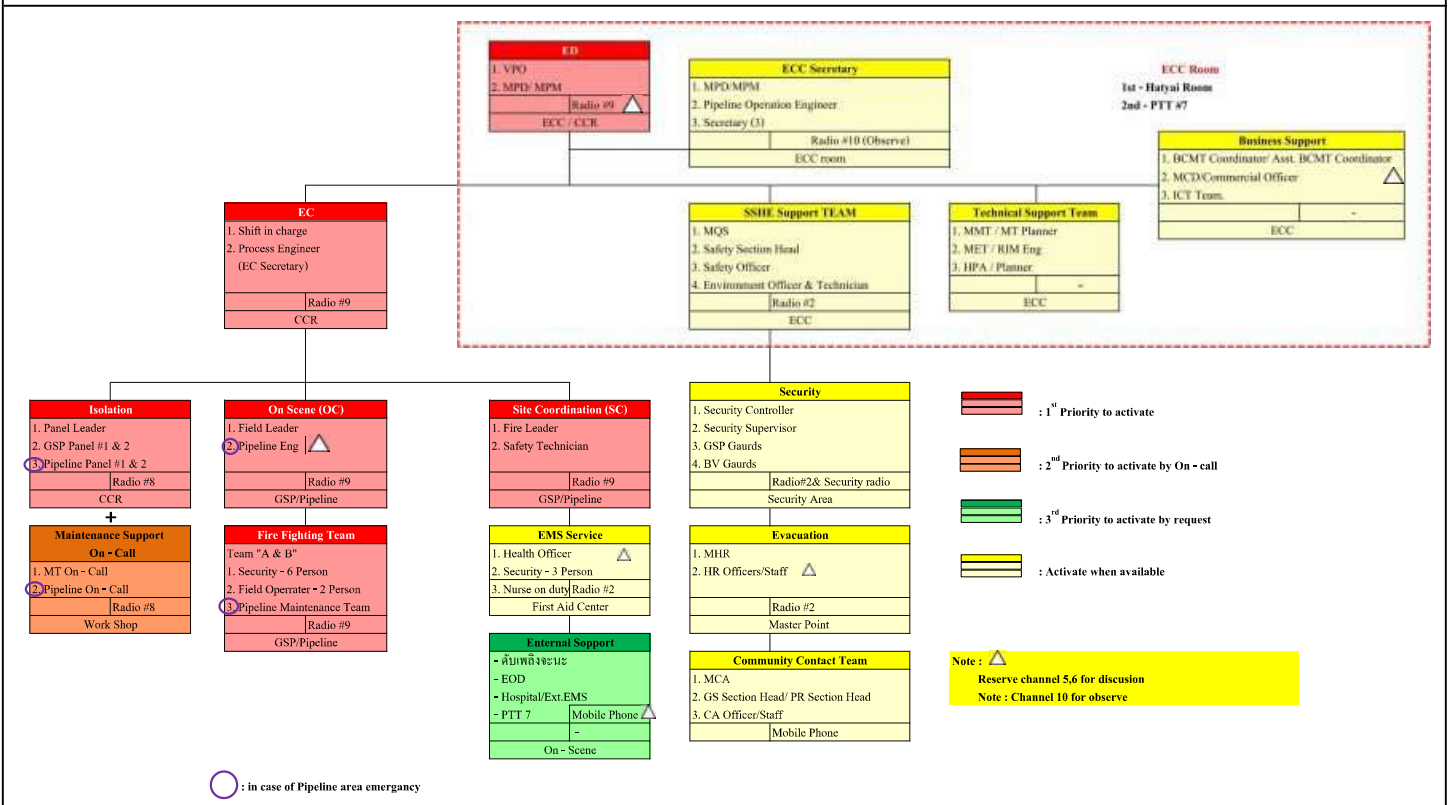 ED
1. VPO
2. MPD/ MPM
Radio #9
ECC / CCR
ECC Secretary
1. MPD/MPM
2. Pipeline Operation Engineer
3. Secretary (3)
Radio #10 (Observe)
ECC room
ECC Room
1st - Hatyai Room
2nd - PTT #7
Business Support
1. BCMT Coordinator/ Asst. BCMT Coordinator
2. MCD/Commercial Officer
3. ICT Team.
-
ECC
EC
1. Shift in charge
2. Process Engineer
(EC Secretary)
Radio #9
CCR
SSHE Support TEAM
1. MQS
2. Safety Section Head
3. Safety Officer
4. Environment Officer & Technician
Radio #2
ECC
Technical Support Team
1. MMT / MT Planner
2. MET / RIM Eng
3. HPA / Planner
-
ECC
Isolation
1. Panel Leader
2. GSP Panel #1 & 2
3. Pipeline Panel #1 & 2
Radio #8
CCR
+
Maintenance Support
On - Call
1. MT On - Call
2. Pipeline On - Call
Radio #8
Work Shop
On Scene (OC)
1. Field Leader
2. Pipeline Eng
Radio #9
GSP/Pipeline
Fire Fighting Team
Team "A & B"
1. Security - 6 Person
2. Field Operrater - 2 Person
3. Pipeline Maintenance Team
Radio #9
GSP/Pipeline
Site Coordination (SC)
1. Fire Leader
2. Safety Technician
Radio #9
GSP/Pipeline
EMS Service
1. Health Officer
2. Security - 3 Person
3. Nurse on duty Radio #2
First Aid Center
Enternal Support
- ดับเพลิงจะนะ
- EOD
- Hospital/Ext.EMS
- PTT 7 Mobile Phone
-
On - Scene
Security
1. Security Controller
2. Security Supervisor
3. GSP Gaurds
4. BV Gaurds
Radio#2& Security radio
Security Area
Evacuation
1. MHR
2. HR Officers/Staff
Radio #2
Master Point
Community Contact Team
1. MCA
2. GS Section Head/ PR Section Head
3. CA Officer/Staff
Mobile Phone
: 1st Priority to activate
: 2nd Priority to activate by On - call
: 3rd Priority to activate by request
: Activate when available
Note :
Reserve channel 5,6 for discusion
Note : Channel 10 for observe
: in case of Pipeline area emergancy